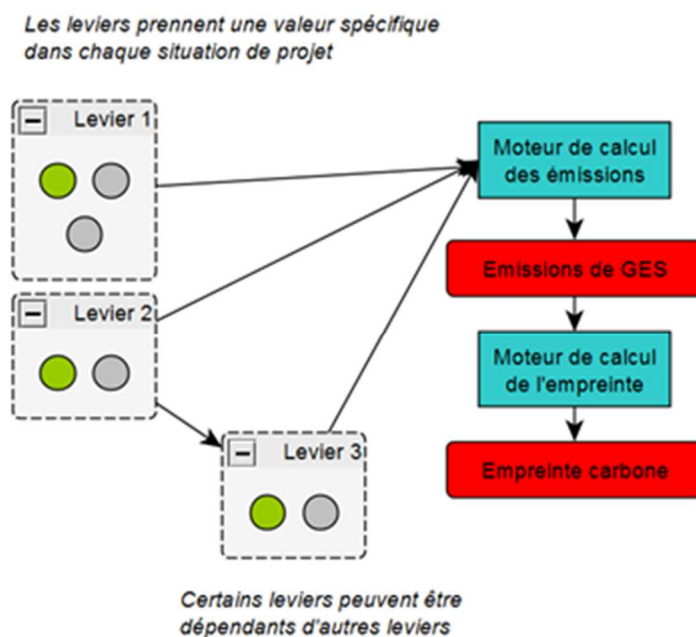 Les leviers prennent une valeur spécifique
dans chaque situation de projet
Levier 1
Levier 2
Levier 3
Moteur de calcul
des émissions
Emissions de GES
Moteur de calcul
de l'empreinte
Empreinte carbone
Certains leviers peuvent être
dépendants d'autres leviers